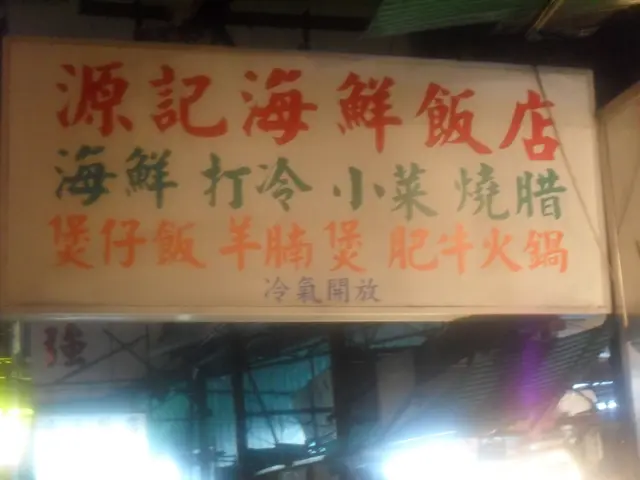 源記海鮮飯店
海鮮 打冷 小菜 燒腊
煲仔飯 羊腩煲 肥牛火鍋
冷氣開放
強